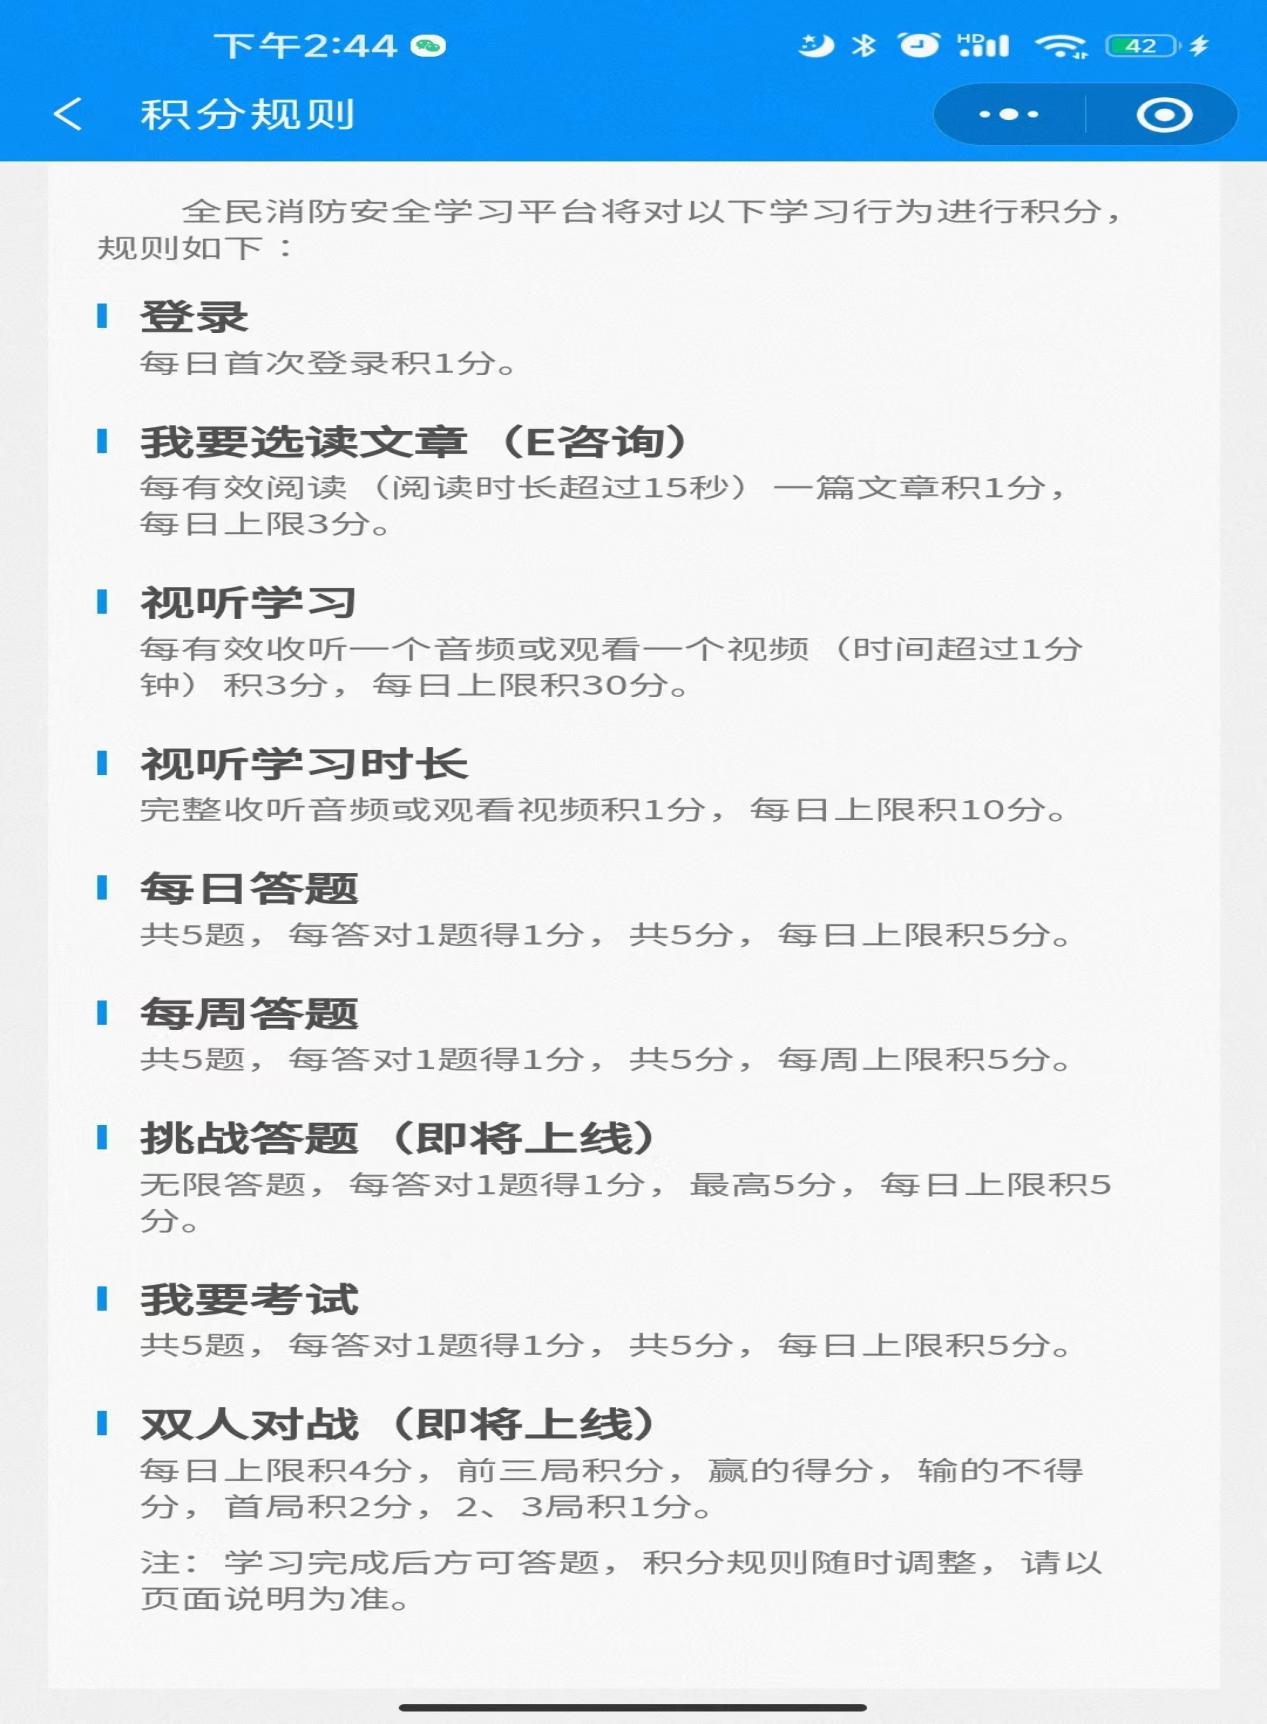 下午2:44
HD
42
积分规则
全民消防安全学习平台将对以下学习行为进行积分，
规则如下：
登录
每日首次登录积1分。
我要选读文章（E咨询）
每有效阅读（阅读时长超过15秒）一篇文章积1分，
每日上限3分。
视听学习
每有效收听一个音频或观看一个视频（时间超过1分
钟）积3分，每日上限积30分。
视听学习时长
完整收听音频或观看视频积1分，每日上限积10分。
每日答题
共5题，每答对1题得1分，共5分，每日上限积5分。
每周答题
共5题，每答对1题得1分，共5分，每周上限积5分。
挑战答题（即将上线）
无限答题，每答对1题得1分，最高5分，每日上限积5
分。
我要考试
共5题，每答对1题得1分，共5分，每日上限积5分。
双人对战（即将上线）
每日上限积4分，前三局积分，赢的得分，输的不得
分，首局积2分，2、3局积1分。
注：学习完成后方可答题，积分规则随时调整，请以
页面说明为准。